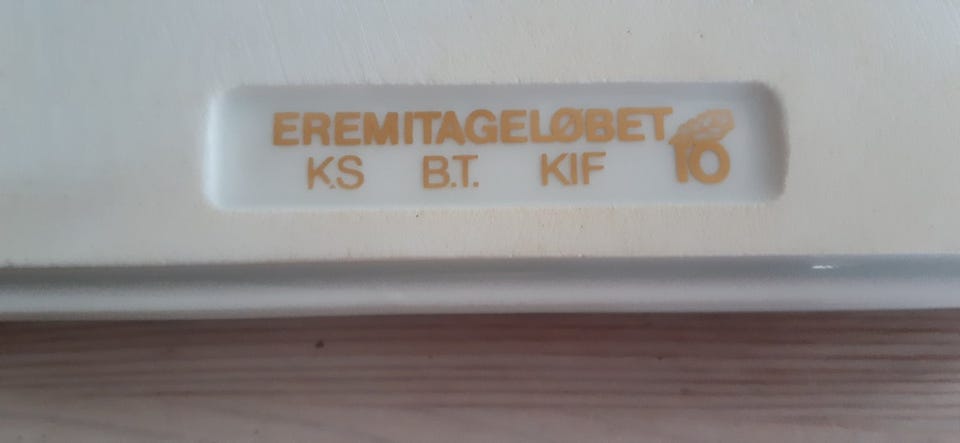 EREMITAGELØBET 10
K.S B.T. KIF